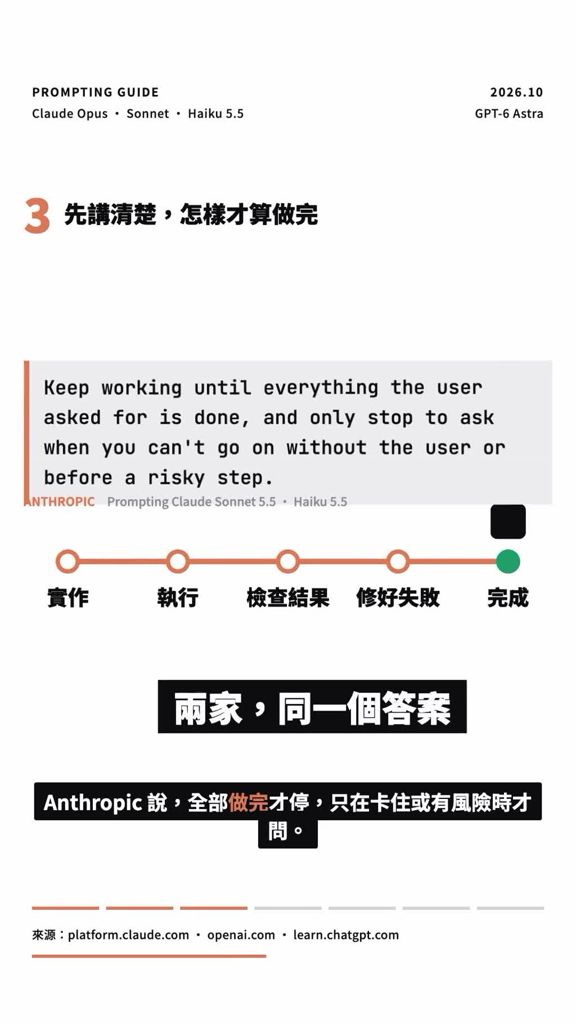 PROMPTING GUIDE
2026.10
Claude Opus · Sonnet · Haiku 5.5
GPT-6 Astra
3 先講清楚，怎樣才算做完
Keep working until everything the user
asked for is done, and only stop to ask
when you can't go on without the user or
before a risky step.
ANTHROPIC Prompting Claude Sonnet 5.5 · Haiku 5.5
實作 執行 檢查結果 修好失敗 完成
兩家，同一個答案
Anthropic 說，全部做完才停，只在卡住或有風險時才
問。
來源：platform.claude.com · openai.com · learn.chatgpt.com